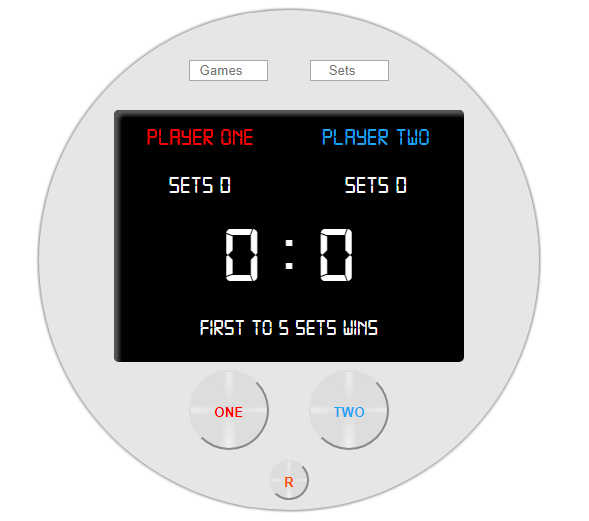 Games Sets
PLAYER ONE PLAYER TWO
SETS 0 SETS 0
0 : 0
FIRST TO 5 SETS WINS
ONE TWO
R